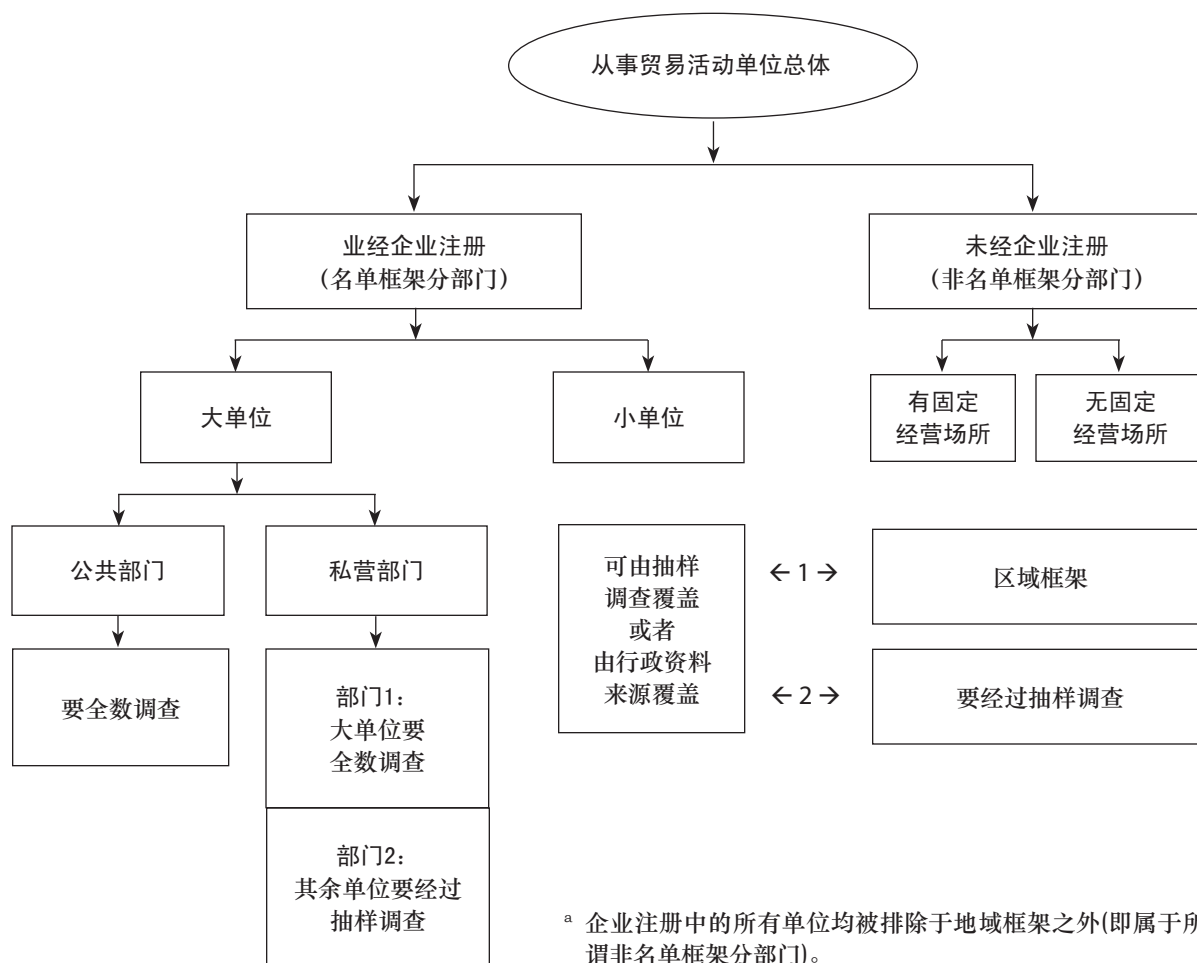 从事贸易活动单位总体
业经企业注册
(名单框架分部门)
未经企业注册
(非名单框架分部门)
大单位
小单位
有固定
经营场所
无固定
经营场所
公共部门
私营部门
可由抽样
调查覆盖
或者
由行政资料
来源覆盖
← 1 →
区域框架
← 2 →
要经过抽样调查
要全数调查
部门1:
大单位要
全数调查
部门2:
其余单位要经过
抽样调查
a 企业注册中的所有单位均被排除于地域框架之外(即属于所
谓非名单框架分部门)。